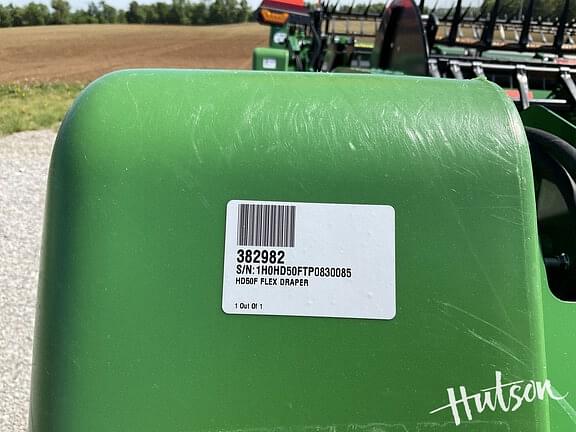 382982
S/N:1H0HD50FTP0830085
HD50F FLEX DRAPER
1 Out Of 1
Hutson